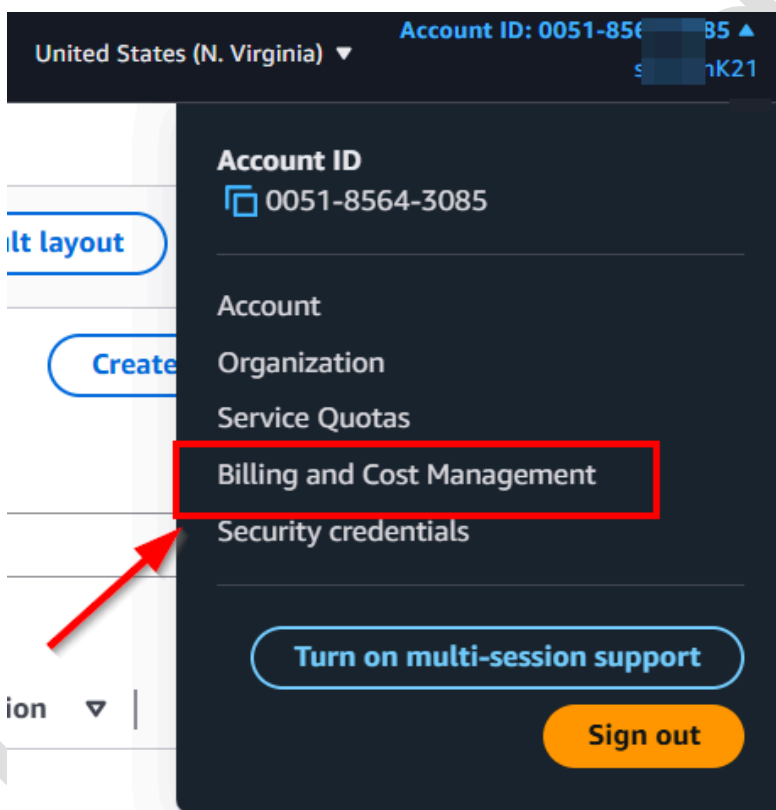 Account ID: 0051-856 85 ▲
United States (N. Virginia) ▼
s nK21
Account ID
0051-8564-3085
lt layout
Account
Create
Organization
Service Quotas
Billing and Cost Management
Security credentials
Turn on multi-session support
ion ▼ |
Sign out